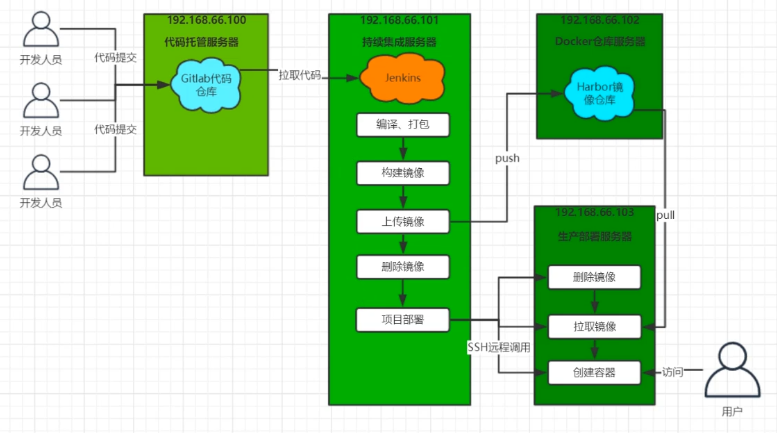 192.168.66.100
代码托管服务器
192.168.66.101
持续集成服务器
192.168.66.102
Docker仓库服务器
开发人员
代码提交
Gitlab代码
仓库
拉取代码
Jenkins
Harbor镜
像仓库
开发人员
代码提交
编译、打包
push
构建镜像
开发人员
上传镜像
192.168.66.103
pull
生产部署服务器
删除镜像
删除镜像
项目部署
拉取镜像
SSH远程调用
创建容器
访问
用户